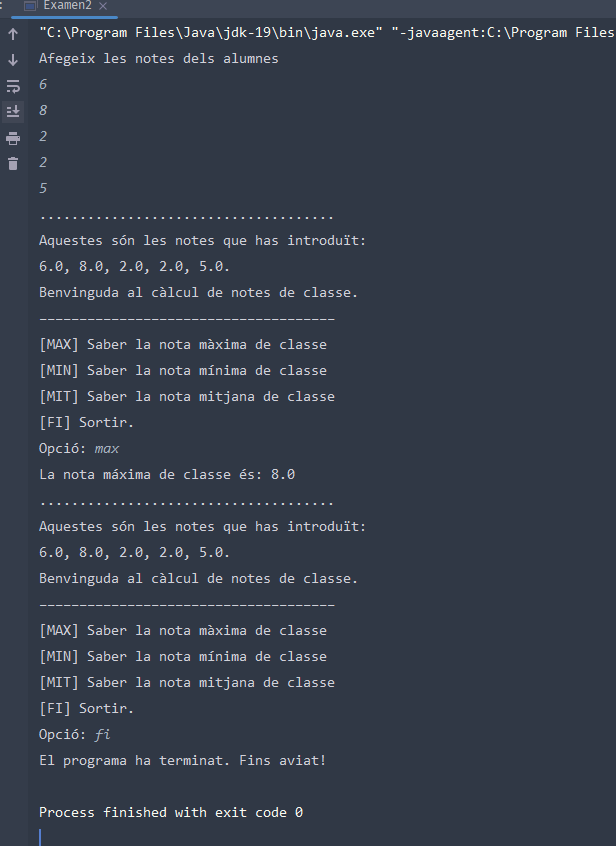 Examen2
"C:\Program Files\Java\jdk-19\bin\java.exe" "-javaagent:C:\Program Files
Afegeix les notes dels alumnes
6
8
2
2
5
.....................................
Aquestes són les notes que has introduït:
6.0, 8.0, 2.0, 2.0, 5.0.
Benvinguda al càlcul de notes de classe.
-------------------------------------
[MAX] Saber la nota màxima de classe
[MIN] Saber la nota mínima de classe
[MIT] Saber la nota mitjana de classe
[FI] Sortir.
Opció: max
La nota máxima de classe és: 8.0
.....................................
Aquestes són les notes que has introduït:
6.0, 8.0, 2.0, 2.0, 5.0.
Benvinguda al càlcul de notes de classe.
-------------------------------------
[MAX] Saber la nota màxima de classe
[MIN] Saber la nota mínima de classe
[MIT] Saber la nota mitjana de classe
[FI] Sortir.
Opció: fi
El programa ha terminat. Fins aviat!
Process finished with exit code 0